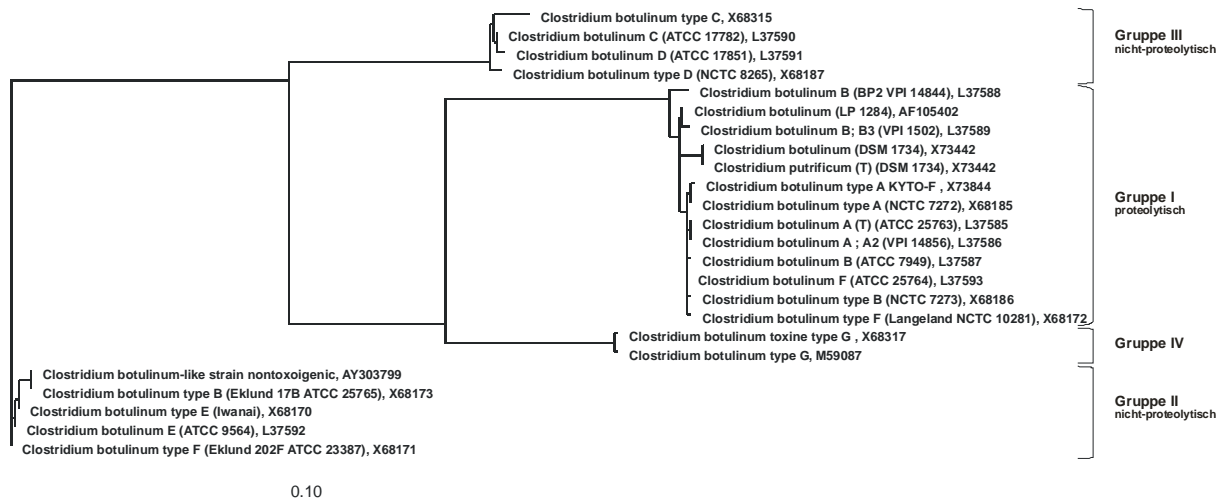 Clostridium botulinum type C, X68315
Clostridium botulinum C (ATCC 17782), L37590
Clostridium botulinum D (ATCC 17851), L37591
Clostridium botulinum type D (NCTC 8265), X68187
Gruppe III
nicht-proteolytisch
Clostridium botulinum B (BP2 VPI 14844), L37588
Clostridium botulinum (LP 1284), AF105402
Clostridium botulinum B; B3 (VPI 1502), L37589
Clostridium botulinum (DSM 1734), X73442
Clostridium putrificum (T) (DSM 1734), X73442
Clostridium botulinum type A KYTO-F , X73844
Clostridium botulinum type A (NCTC 7272), X68185
Clostridium botulinum A (T) (ATCC 25763), L37585
Clostridium botulinum A ; A2 (VPI 14856), L37586
Clostridium botulinum B (ATCC 7949), L37587
Clostridium botulinum F (ATCC 25764), L37593
Clostridium botulinum type B (NCTC 7273), X68186
Clostridium botulinum type F (Langeland NCTC 10281), X68172
Gruppe I
proteolytisch
Clostridium botulinum toxine type G , X68317
Clostridium botulinum type G, M59087
Gruppe IV
Clostridium botulinum-like strain nontoxoigenic, AY303799
Clostridium botulinum type B (Eklund 17B ATCC 25765), X68173
Clostridium botulinum type E (Iwanai), X68170
Clostridium botulinum E (ATCC 9564), L37592
Clostridium botulinum type F (Eklund 202F ATCC 23387), X68171
Gruppe II
nicht-proteolytisch
0.10